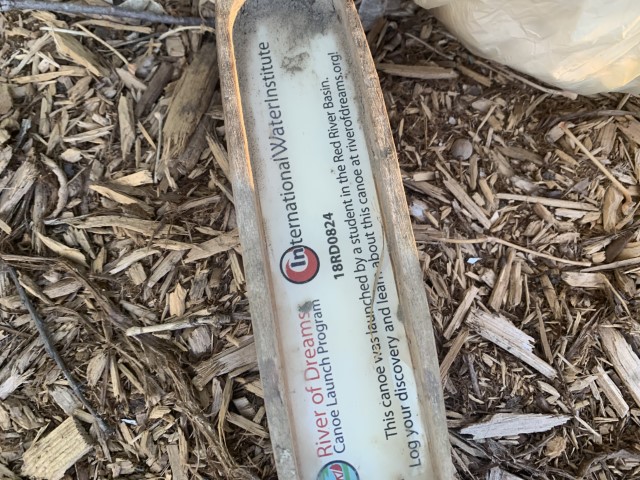 River of Dreams
Canoe Launch Program
International Water Institute
18RD0824
This canoe was launched by a student in the Red River Basin.
Log your discovery and learn about this canoe at riverofdreams.org!